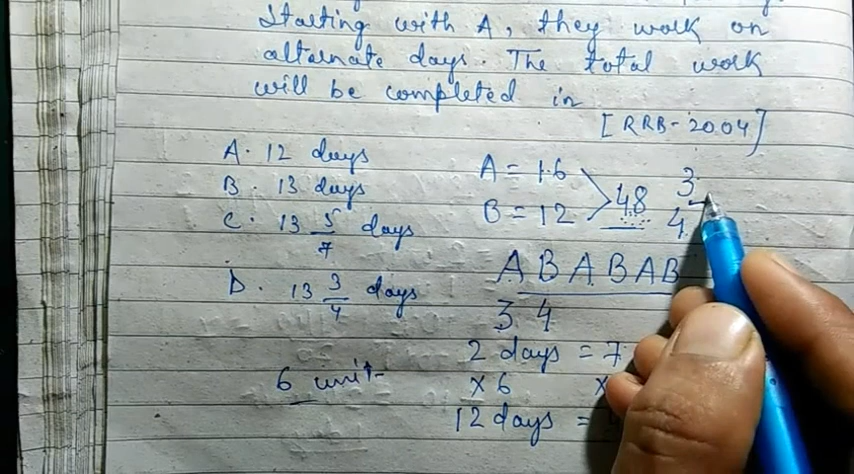 Starting with A, they work on
alternate days. The total work
will be completed in
[RRB-2004]
A. 12 days
B. 13 days
C. 13 5/7 days
D. 13 3/4 days
A = 16
B = 12
48
3
4
A B A B A B
3 4
2 days = 7
6 unit
x 6 x
12 days =